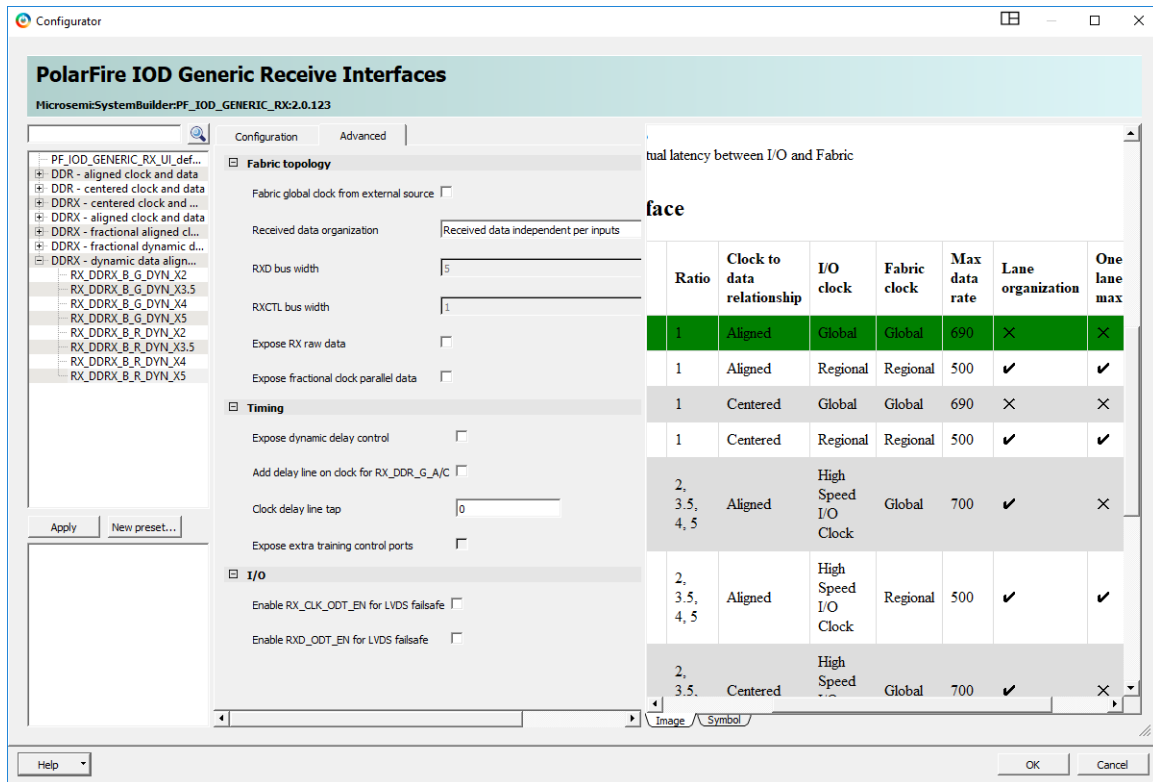 Configurator
PolarFire IOD Generic Receive Interfaces
Microsemi:SystemBuilder:PF_IOD_GENERIC_RX:2.0.123
PF_IOD_GENERIC_RX_UI_def...
DDR - aligned clock and data
DDR - centered clock and data
DDRX - centered clock and ...
DDRX - aligned clock and data
DDRX - fractional aligned cl...
DDRX - fractional dynamic d...
DDRX - dynamic data align...
RX_DDRX_B_G_DYN_X2
RX_DDRX_B_G_DYN_X3.5
RX_DDRX_B_G_DYN_X4
RX_DDRX_B_G_DYN_X5
RX_DDRX_B_R_DYN_X2
RX_DDRX_B_R_DYN_X3.5
RX_DDRX_B_R_DYN_X4
RX_DDRX_B_R_DYN_X5
Apply New preset...
Configuration Advanced
Fabric topology
Fabric global clock from external source
Received data organization Received data independent per inputs
RXD bus width 5
RXCTL bus width 1
Expose RX raw data
Expose fractional clock parallel data
Timing
Expose dynamic delay control
Add delay line on clock for RX_DDR_G_A/C
Clock delay line tap 0
Expose extra training control ports
I/O
Enable RX_CLK_ODT_EN for LVDS failsafe
Enable RXD_ODT_EN for LVDS failsafe
tual latency between I/O and Fabric
face
Ratio Clock to data relationship I/O clock Fabric clock Max data rate Lane organization One lane max
1 Aligned Global Global 690 ✕ ✕
1 Aligned Regional Regional 500 ✔ ✔
1 Centered Global Global 690 ✕ ✕
1 Centered Regional Regional 500 ✔ ✔
2, 3.5, 4, 5 Aligned High Speed I/O Clock Global 700 ✔ ✕
2, 3.5, 4, 5 Aligned High Speed I/O Clock Regional 500 ✔ ✔
2, 3.5, Centered High Speed Global 700 ✔ ✕
Image Symbol
Help OK Cancel